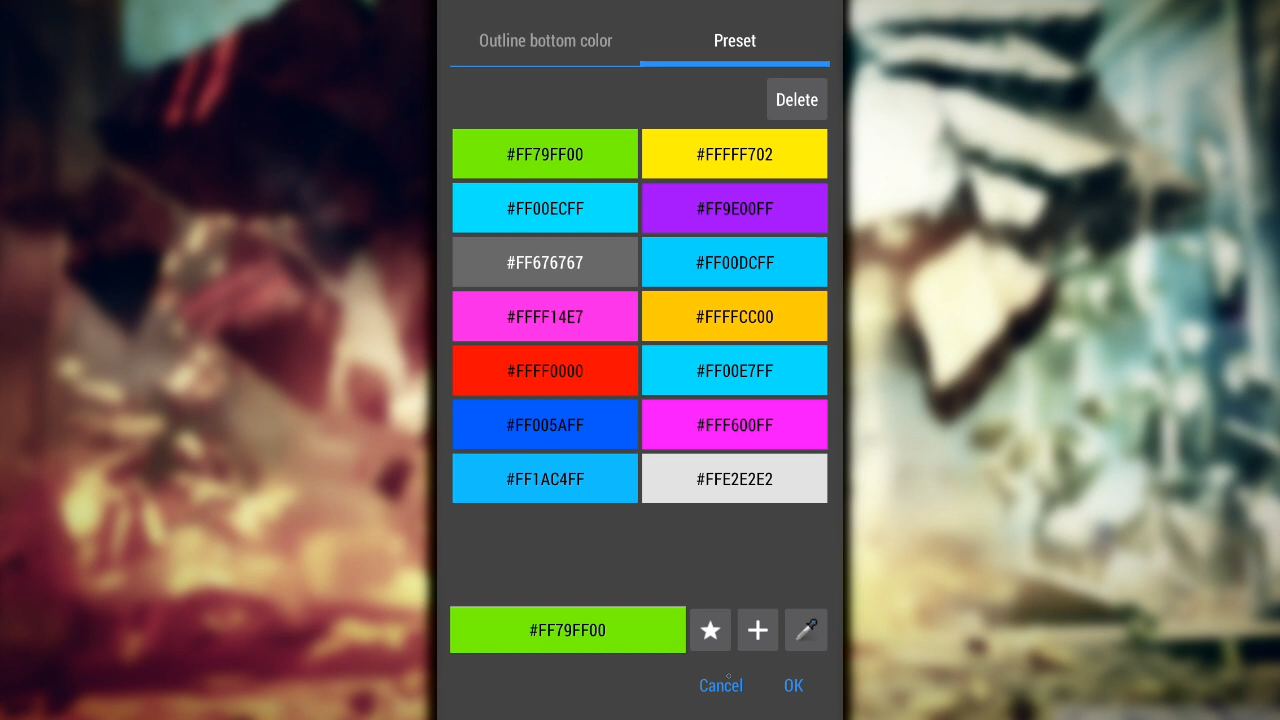 Outline bottom color Preset
Delete
#FF79FF00 #FFFFF702
#FF00ECFF #FF9E00FF
#FF676767 #FF00DCFF
#FFFF14E7 #FFFFCC00
#FFFF0000 #FF00E7FF
#FF005AFF #FFF600FF
#FF1AC4FF #FFE2E2E2
#FF79FF00
Cancel OK